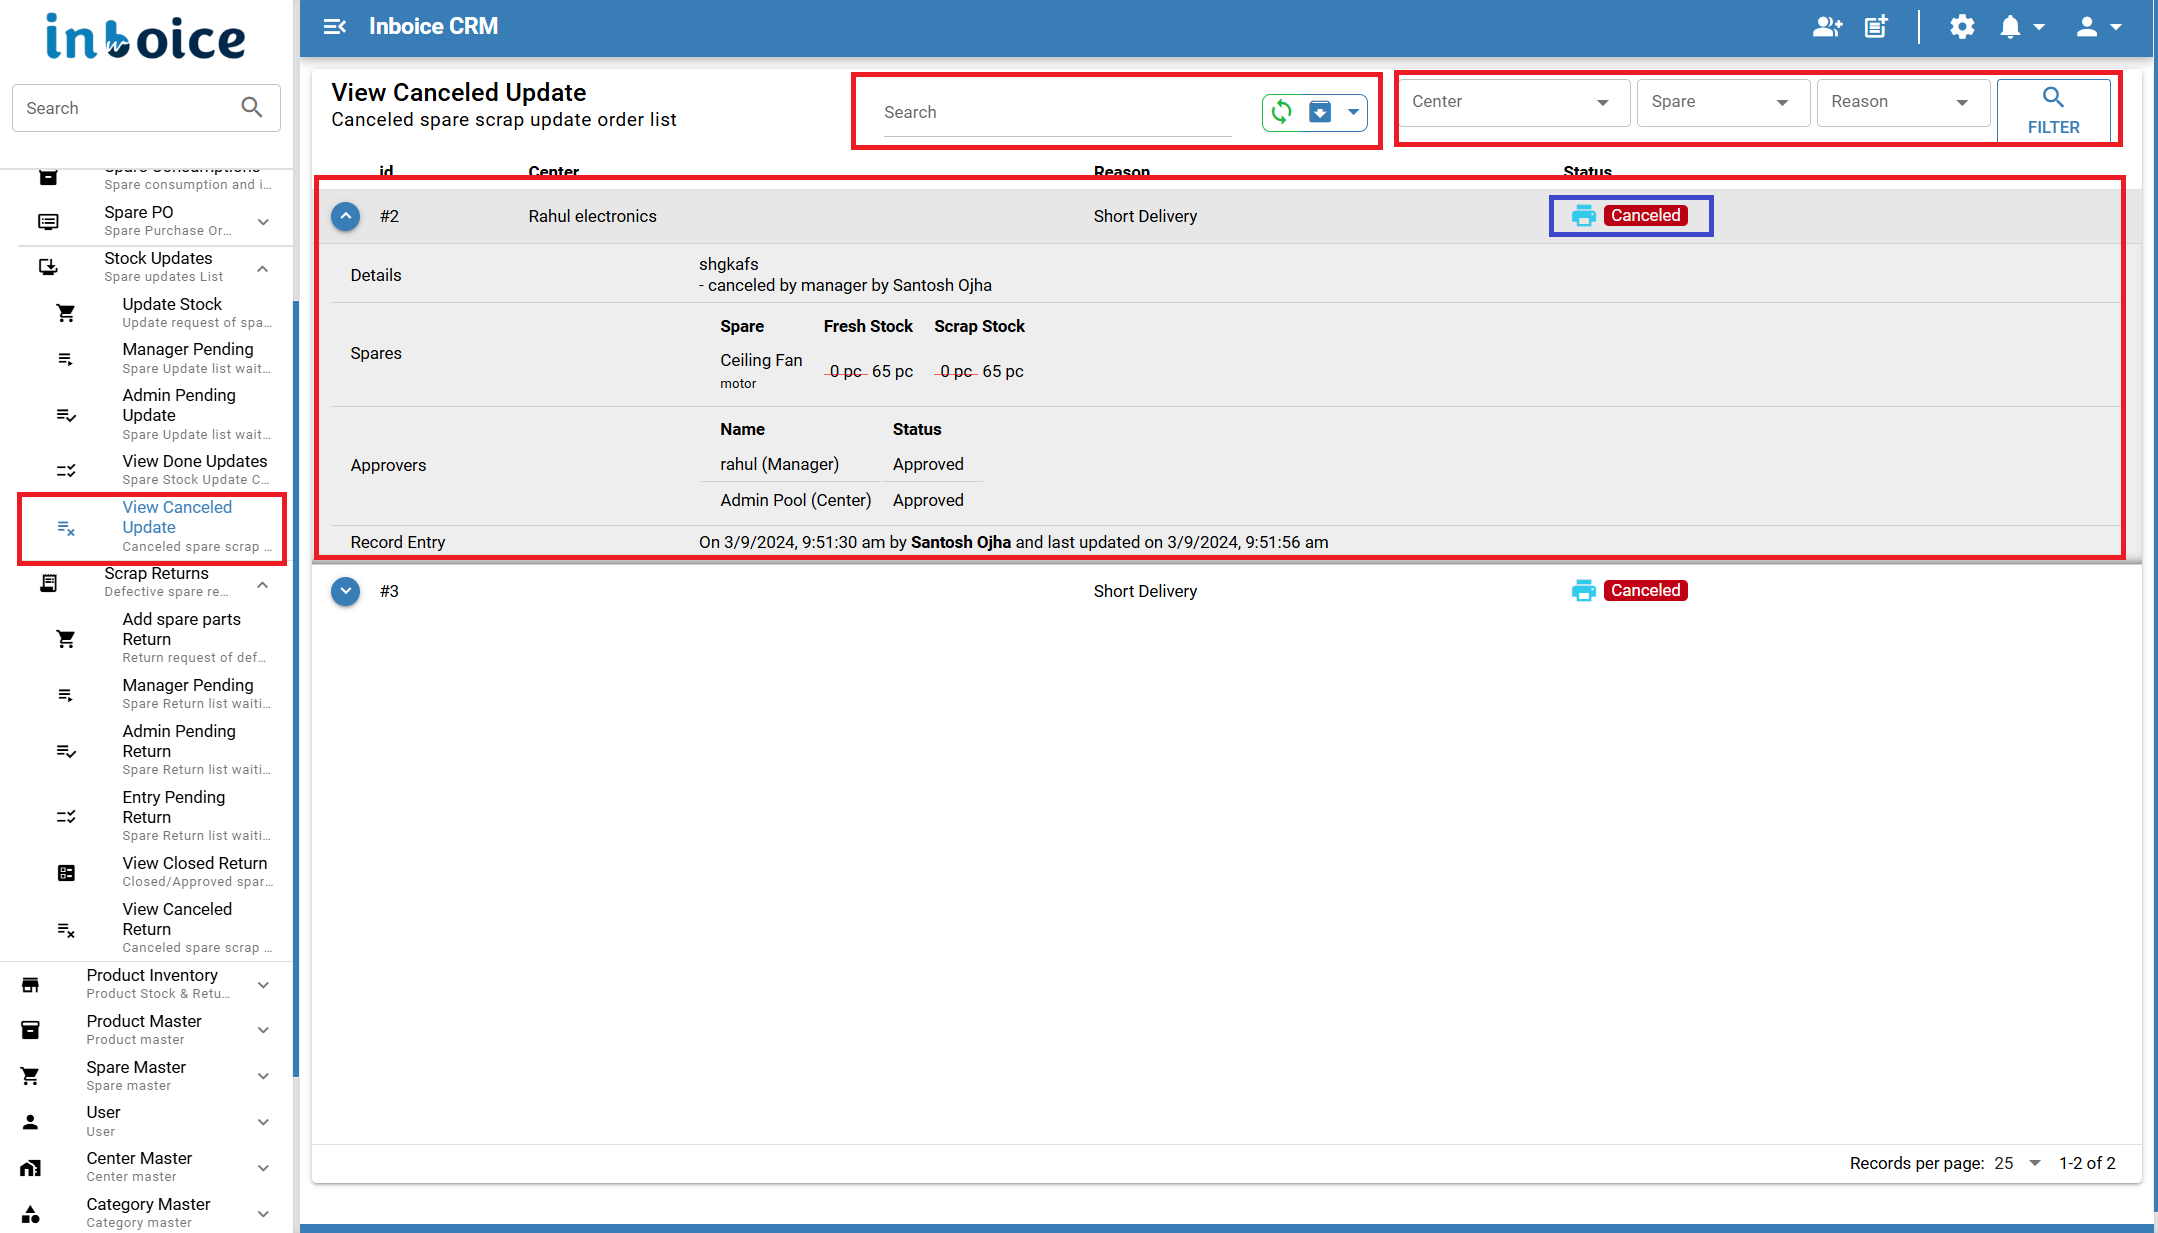 inboice
Search
Spare Consumptions
Spare consumption and i...
Spare PO
Spare Purchase Or...
Stock Updates
Spare updates List
Update Stock
Update request of spa...
Manager Pending
Spare Update list wait...
Admin Pending
Update
Spare Update list wait...
View Done Updates
Spare Stock Update C...
View Canceled
Update
Canceled spare scrap ...
Scrap Returns
Defective spare re...
Add spare parts
Return
Return request of def...
Manager Pending
Spare Return list waiti...
Admin Pending
Return
Spare Return list waiti...
Entry Pending
Return
Spare Return list waiti...
View Closed Return
Closed/Approved spar...
View Canceled
Return
Canceled spare scrap ...
Product Inventory
Product Stock & Retu...
Product Master
Product master
Spare Master
Spare master
User
User
Center Master
Center master
Category Master
Category master
Inboice CRM
View Canceled Update
Canceled spare scrap update order list
Search
Center Spare Reason FILTER
id Center Reason Status
#2 Rahul electronics Short Delivery Canceled
Details
shgkafs
- canceled by manager by Santosh Ojha
Spares
Spare Fresh Stock Scrap Stock
Ceiling Fan
motor
0 pc 65 pc 0 pc 65 pc
Approvers
Name Status
rahul (Manager) Approved
Admin Pool (Center) Approved
Record Entry On 3/9/2024, 9:51:30 am by Santosh Ojha and last updated on 3/9/2024, 9:51:56 am
#3 Short Delivery Canceled
Records per page: 25 1-2 of 2